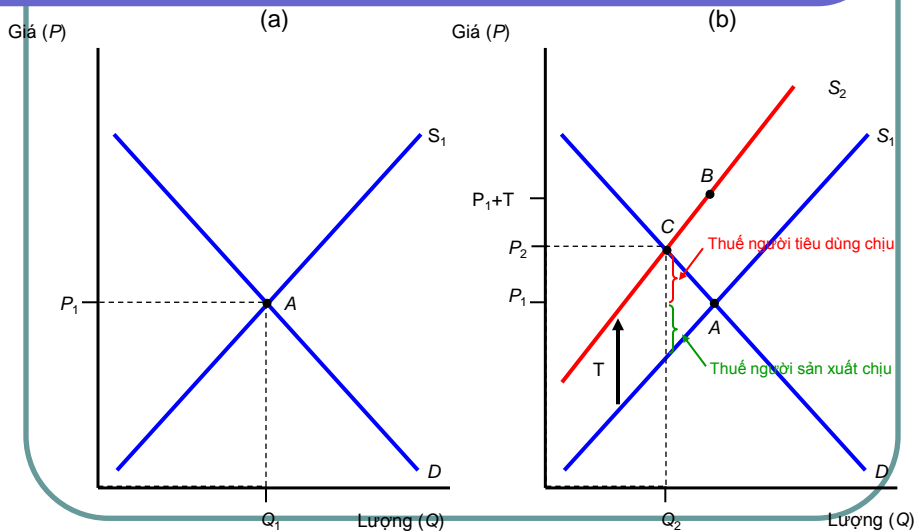 (a)
Giá (P)
S₁
P₁
A
D
Q₁
Lượng (Q)
(b)
Giá (P)
S₂
S₁
B
P₁+T
C
Thuế người tiêu dùng chịu
P₂
P₁
A
T
Thuế người sản xuất chịu
D
Q₂
Lượng (Q)